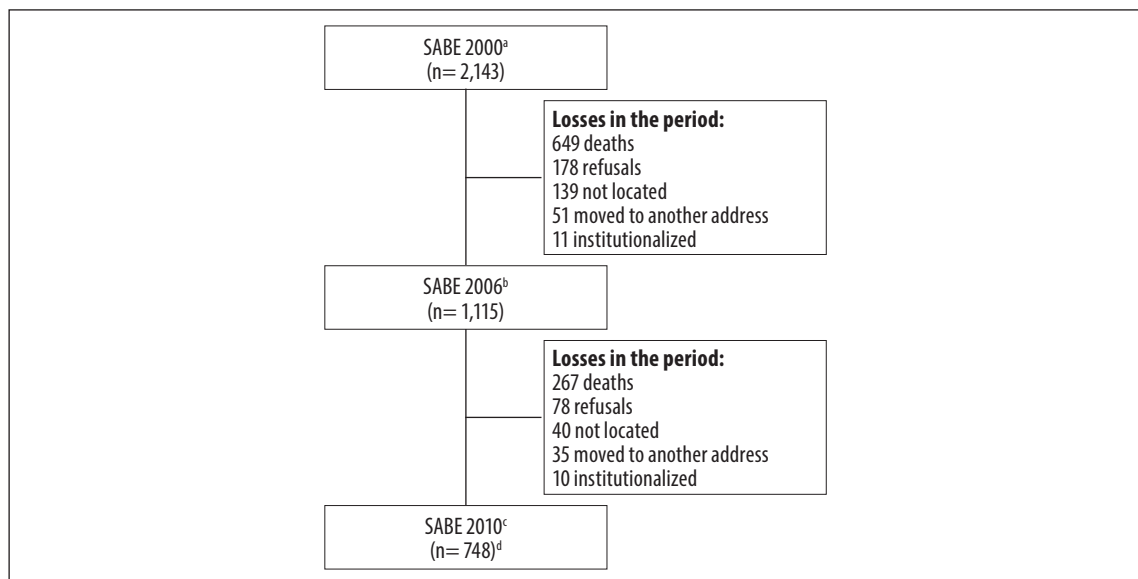 SABE 2000ᵃ
(n= 2,143)
Losses in the period:
649 deaths
178 refusals
139 not located
51 moved to another address
11 institutionalized
SABE 2006ᵇ
(n= 1,115)
Losses in the period:
267 deaths
78 refusals
40 not located
35 moved to another address
10 institutionalized
SABE 2010ᶜ
(n= 748)ᵈ